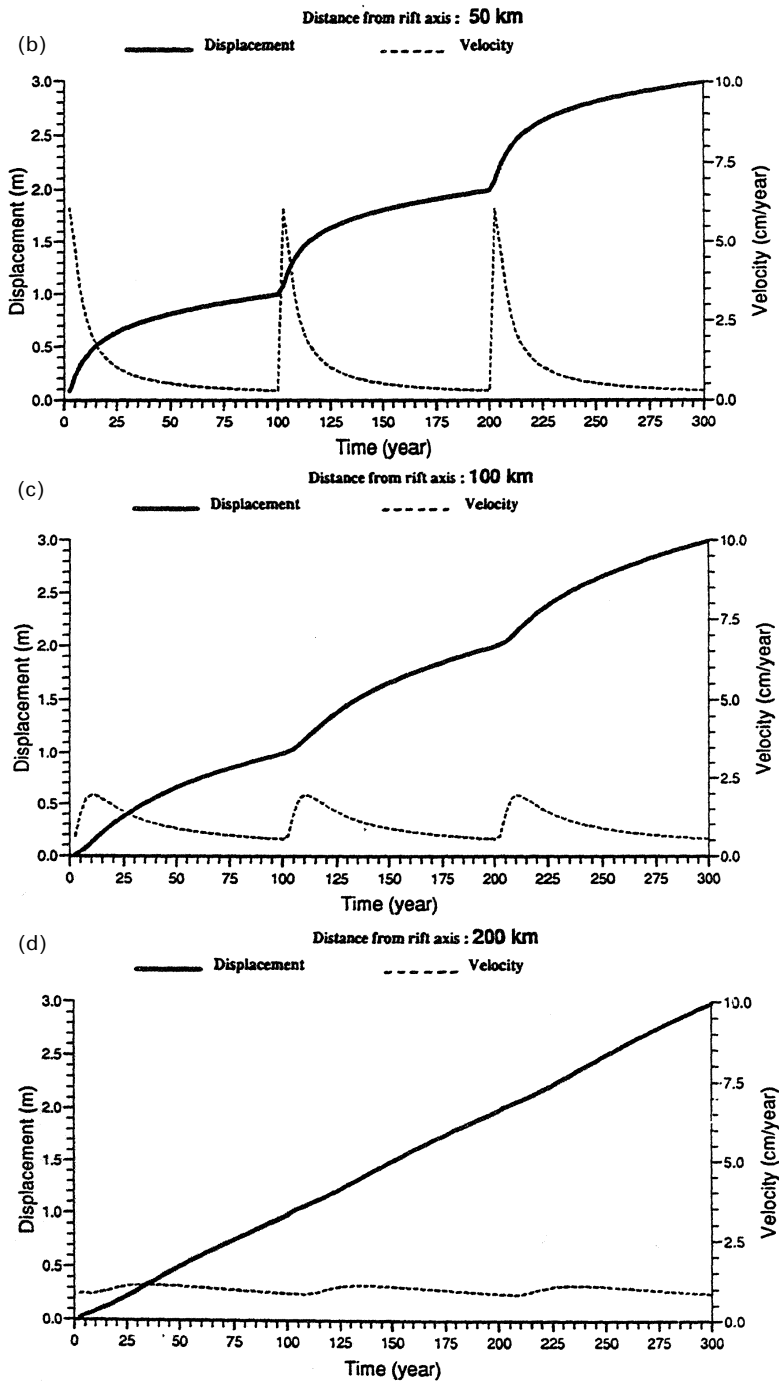 Distance from rift axis : 50 km
(b)
Displacement Velocity
3.0
2.5
2.0
1.5
1.0
0.5
0.0
Displacement (m)
10.0
7.5
5.0
2.5
0.0
Velocity (cm/year)
0 25 50 75 100 125 150 175 200 225 250 275 300
Time (year)
Distance from rift axis : 100 km
(c)
Displacement Velocity
3.0
2.5
2.0
1.5
1.0
0.5
0.0
Displacement (m)
10.0
7.5
5.0
2.5
0.0
Velocity (cm/year)
0 25 50 75 100 125 150 175 200 225 250 275 300
Time (year)
Distance from rift axis : 200 km
(d)
Displacement Velocity
3.0
2.5
2.0
1.5
1.0
0.5
0.0
Displacement (m)
10.0
7.5
5.0
2.5
0.0
Velocity (cm/year)
0 25 50 75 100 125 150 175 200 225 250 275 300
Time (year)